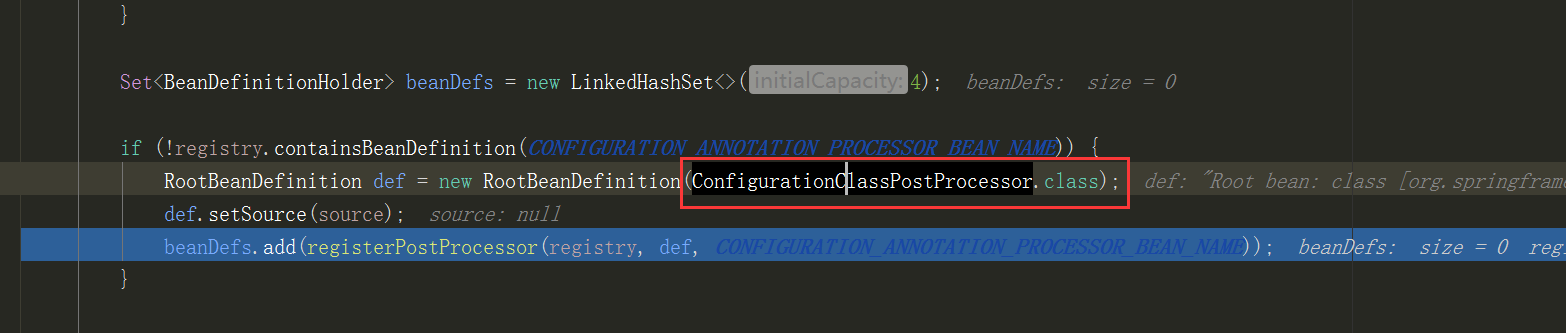 }
Set<BeanDefinitionHolder> beanDefs = new LinkedHashSet<>(initialCapacity: 4); beanDefs: size = 0
if (!registry.containsBeanDefinition(CONFIGURATION_ANNOTATION_PROCESSOR_BEAN_NAME)) {
RootBeanDefinition def = new RootBeanDefinition(ConfigurationClassPostProcessor.class); def: "Root bean: class [org.springframe
def.setSource(source); source: null
beanDefs.add(registerPostProcessor(registry, def, CONFIGURATION_ANNOTATION_PROCESSOR_BEAN_NAME)); beanDefs: size = 0 reg
}